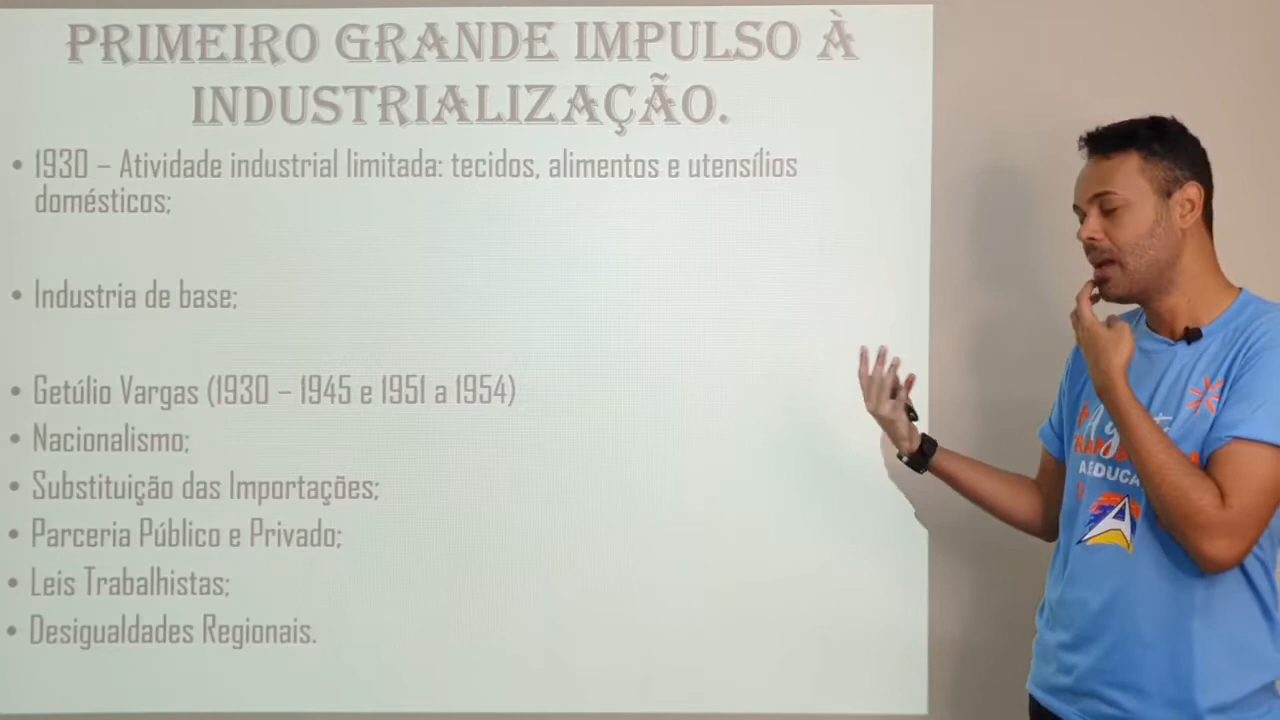 PRIMEIRO GRANDE IMPULSO À
INDUSTRIALIZAÇÃO.
• 1930 – Atividade industrial limitada: tecidos, alimentos e utensílios
domésticos;
• Industria de base;
• Getúlio Vargas (1930 – 1945 e 1951 a 1954)
• Nacionalismo;
• Substituição das Importações;
• Parceria Público e Privado;
• Leis Trabalhistas;
• Desigualdades Regionais.